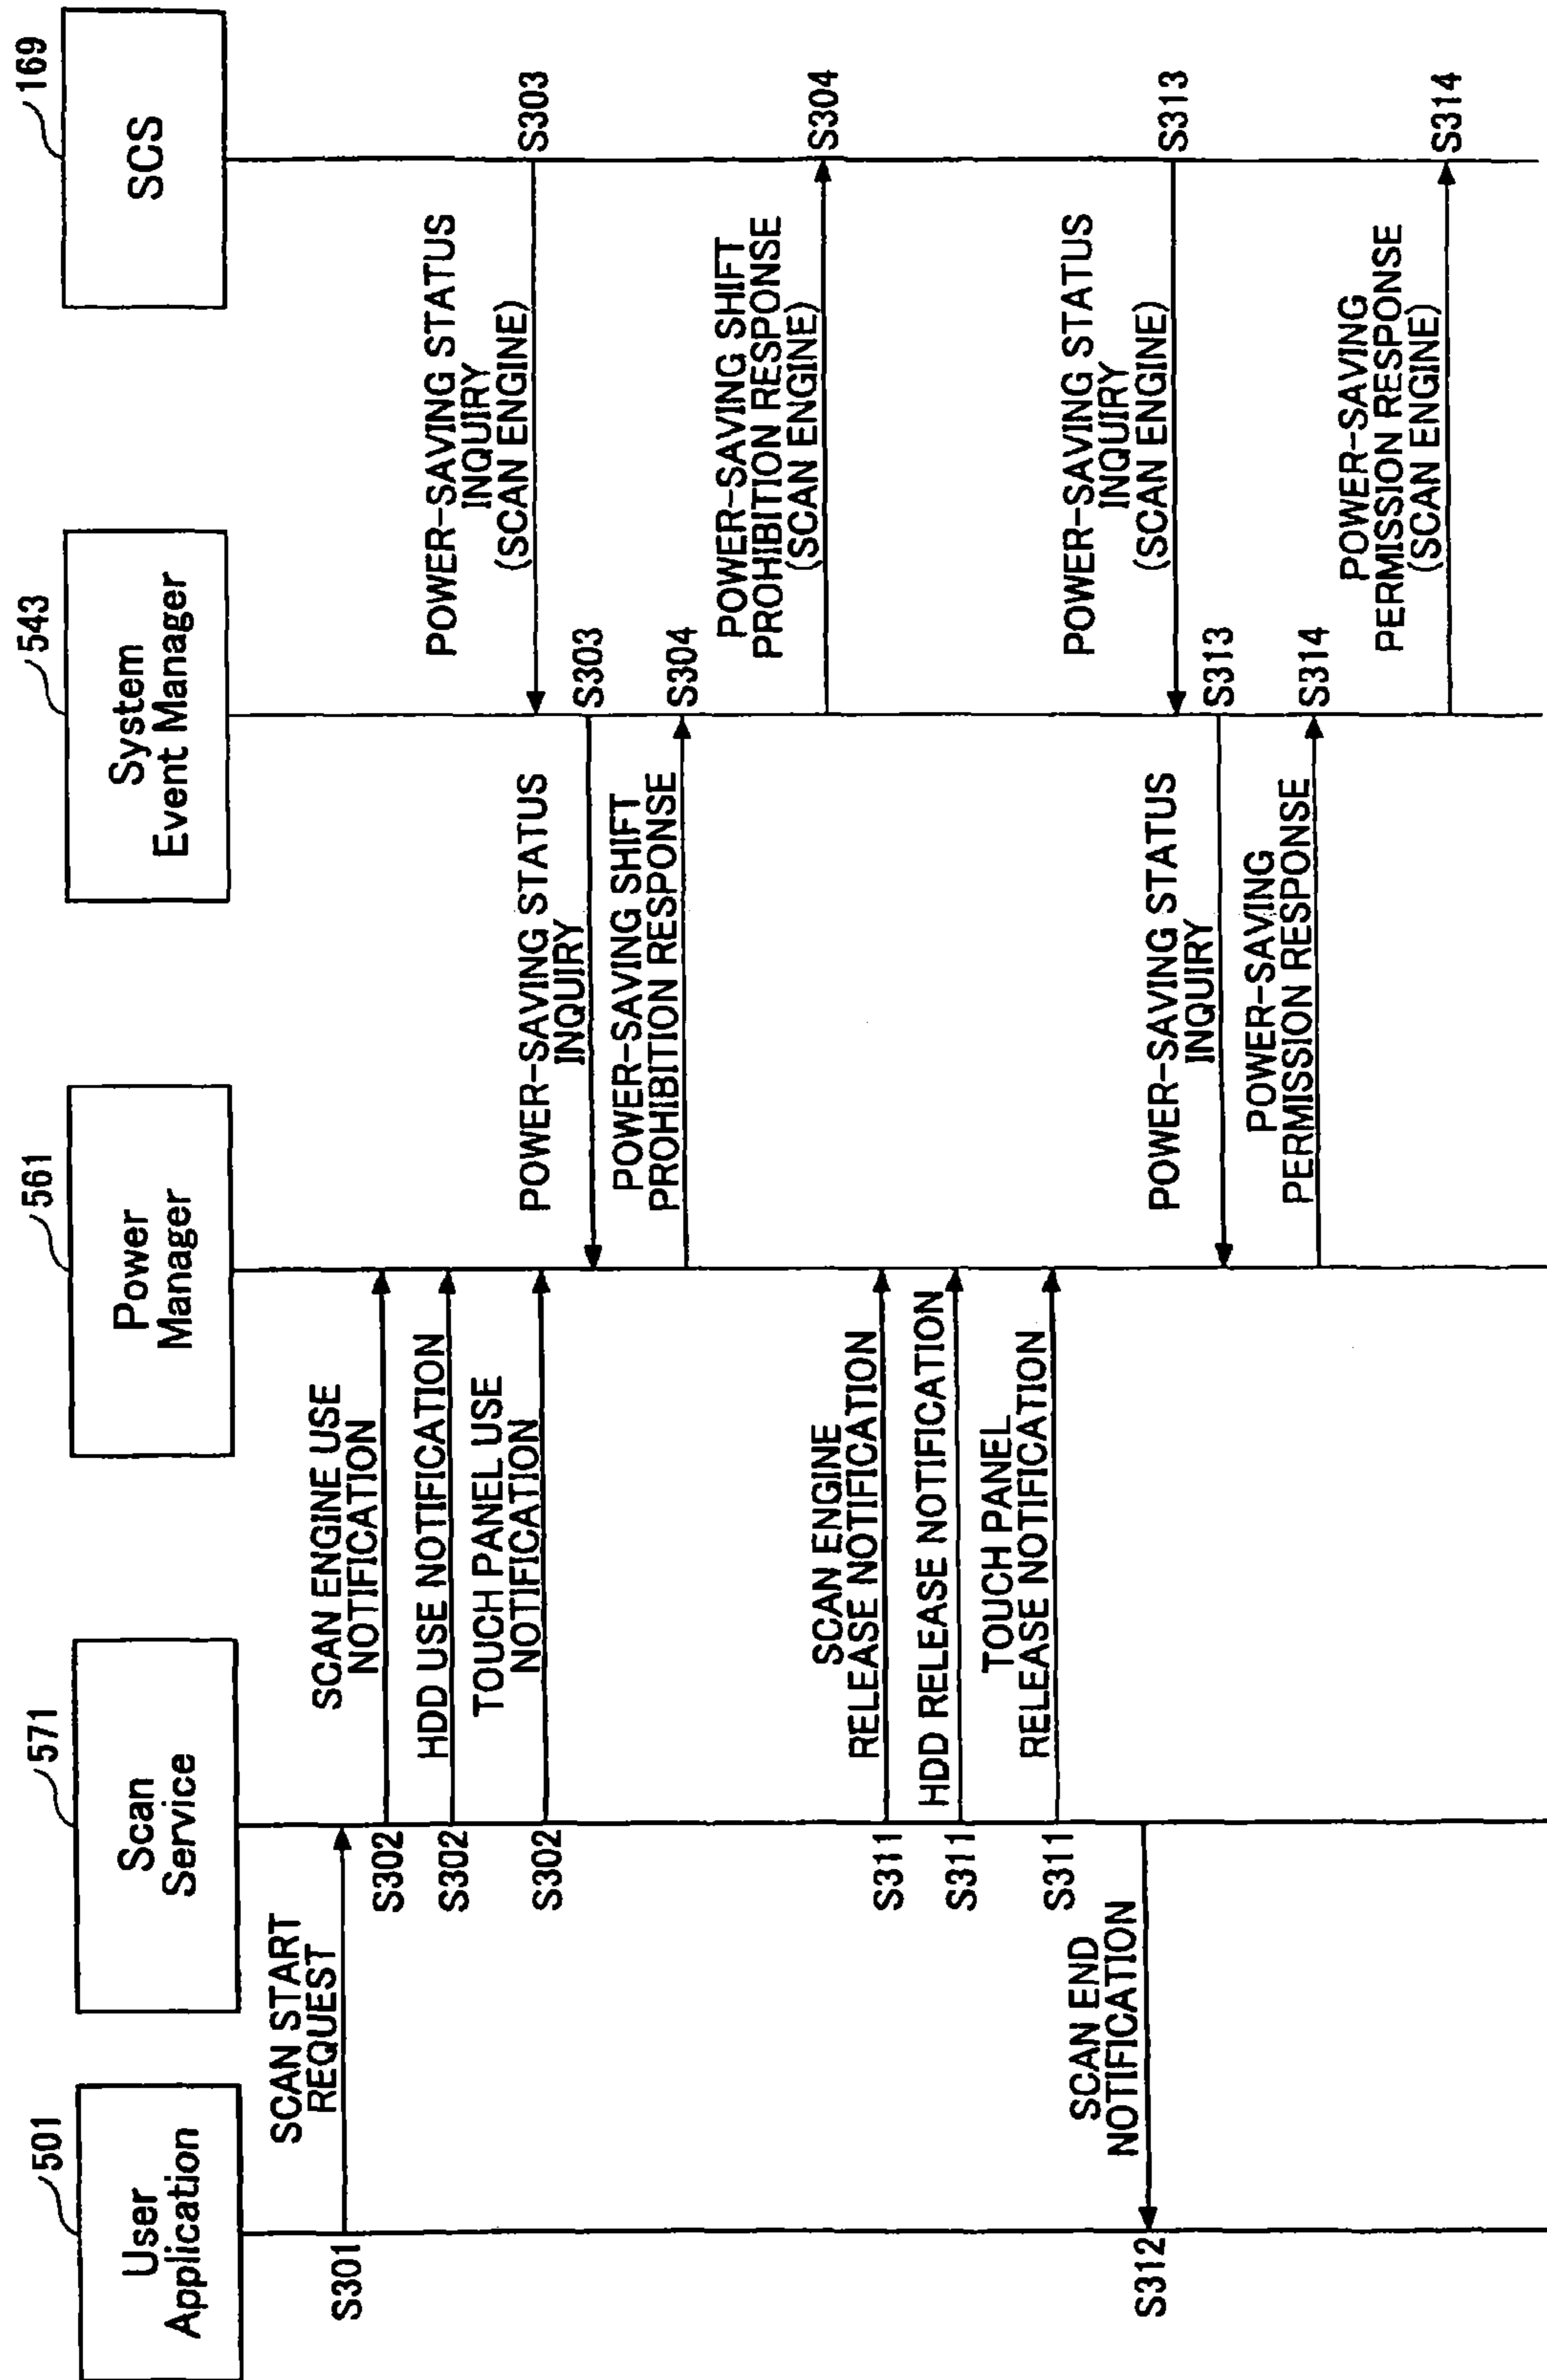 501
User
Application
571
Scan
Service
561
Power
Manager
543
System
Event Manager
169
SCS
S301
SCAN START
REQUEST
S302
SCAN ENGINE USE
NOTIFICATION
S302
HDD USE NOTIFICATION
S302
TOUCH PANEL USE
NOTIFICATION
POWER-SAVING STATUS
INQUIRY
(SCAN ENGINE)
S303
POWER-SAVING STATUS
INQUIRY
S303
POWER-SAVING SHIFT
PROHIBITION RESPONSE
S304
POWER-SAVING SHIFT
PROHIBITION RESPONSE
(SCAN ENGINE)
S304
S311
SCAN ENGINE
RELEASE NOTIFICATION
S311
HDD RELEASE NOTIFICATION
S311
TOUCH PANEL
RELEASE NOTIFICATION
S312
SCAN END
NOTIFICATION
POWER-SAVING STATUS
INQUIRY
(SCAN ENGINE)
S313
POWER-SAVING STATUS
INQUIRY
S313
POWER-SAVING
PERMISSION RESPONSE
S314
POWER-SAVING
PERMISSION RESPONSE
(SCAN ENGINE)
S314